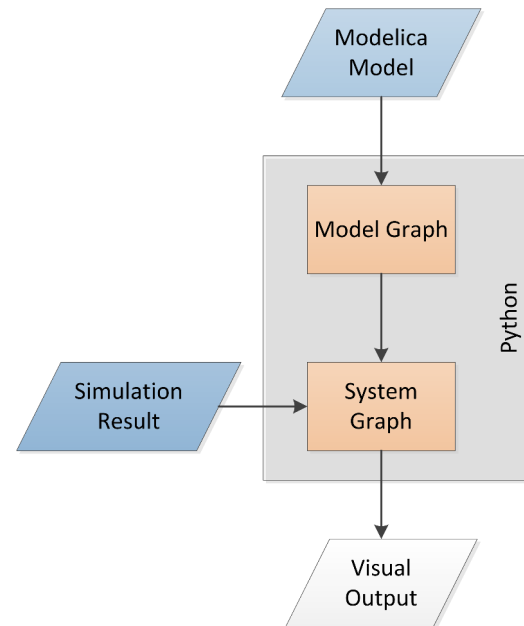 Modelica
Model
Model Graph
Python
Simulation
Result
System
Graph
Visual
Output